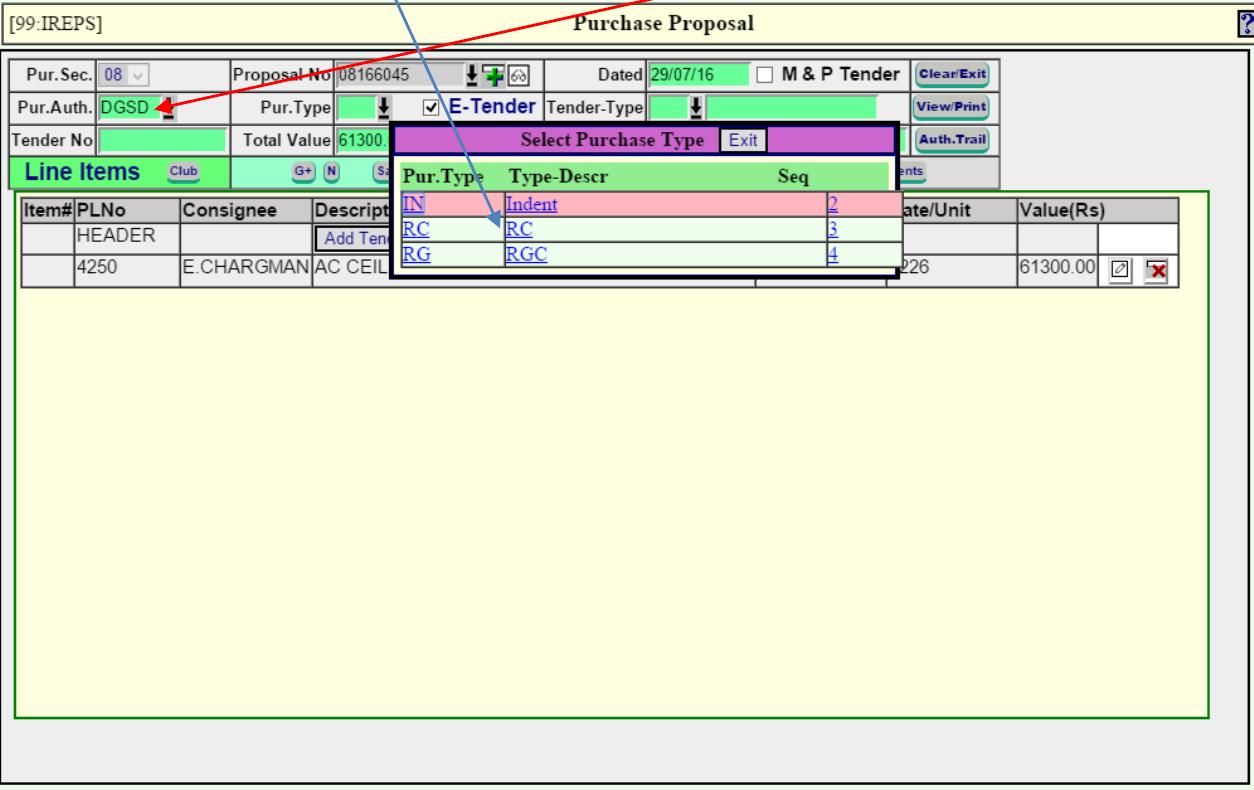 [99:IREPS] Purchase Proposal ?
Pur.Sec. 08 Proposal No 08166045 Dated 29/07/16 M & P Tender Clear/Exit
Pur.Auth. DGSD Pur.Type E-Tender Tender-Type View/Print
Tender No Total Value 61300. Auth.Trail
Select Purchase Type Exit
Line Items Club G+ N Sa ents
Pur.Type Type-Descr Seq
IN Indent 2
RC RC 3
RG RGC 4
Item# PLNo Consignee Descript ate/Unit Value(Rs)
HEADER Add Ten
4250 E.CHARGMAN AC CEIL 226 61300.00